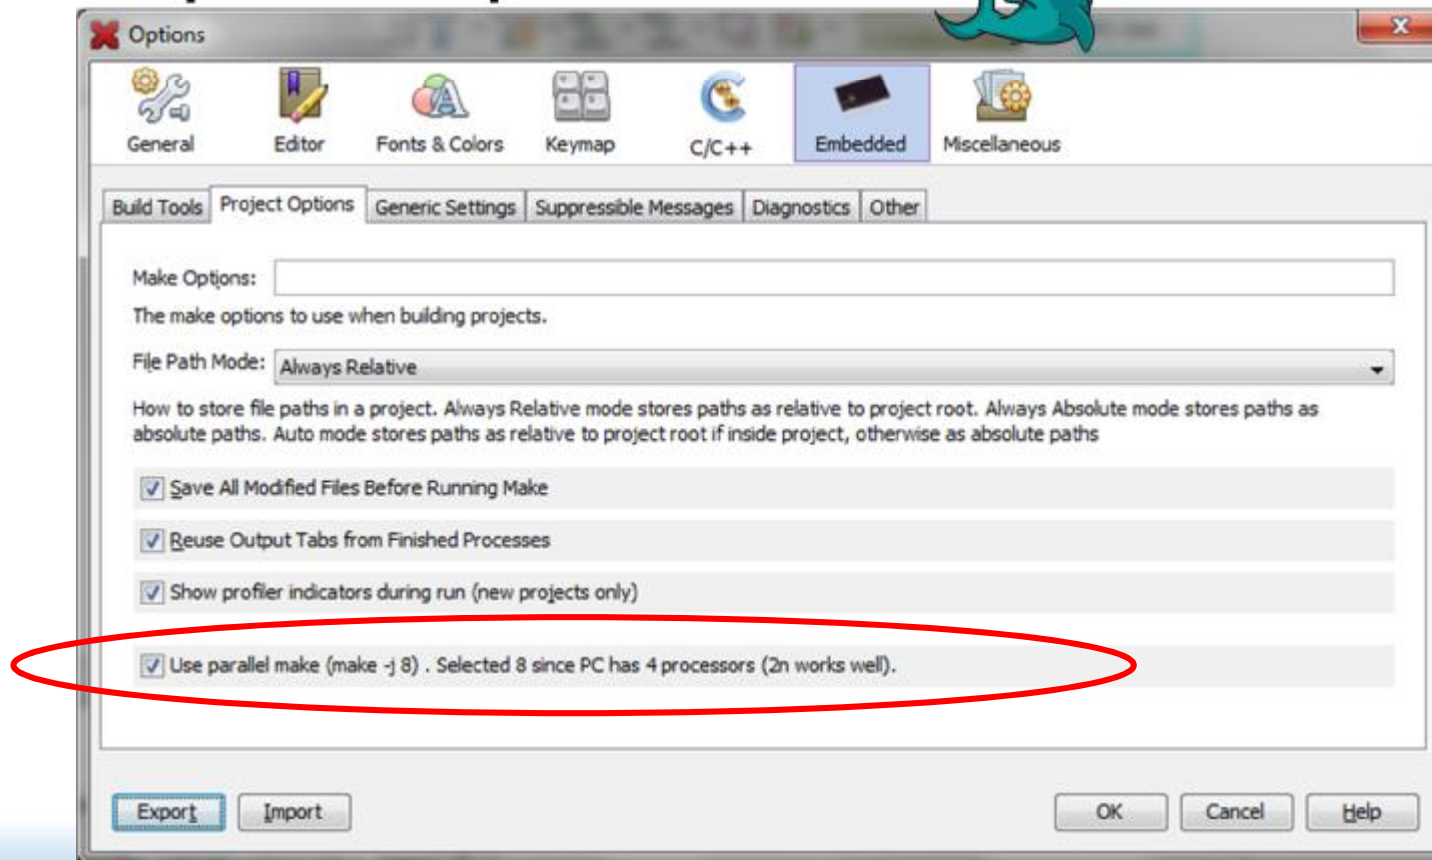 Options
General
Editor
Fonts & Colors
Keymap
C/C++
Embedded
Miscellaneous
Build Tools
Project Options
Generic Settings
Suppressible Messages
Diagnostics
Other
Make Options:
The make options to use when building projects.
File Path Mode: Always Relative
How to store file paths in a project. Always Relative mode stores paths as relative to project root. Always Absolute mode stores paths as
absolute paths. Auto mode stores paths as relative to project root if inside project, otherwise as absolute paths
Save All Modified Files Before Running Make
Reuse Output Tabs from Finished Processes
Show profiler indicators during run (new projects only)
Use parallel make (make -j 8) . Selected 8 since PC has 4 processors (2n works well).
Export
Import
OK
Cancel
Help